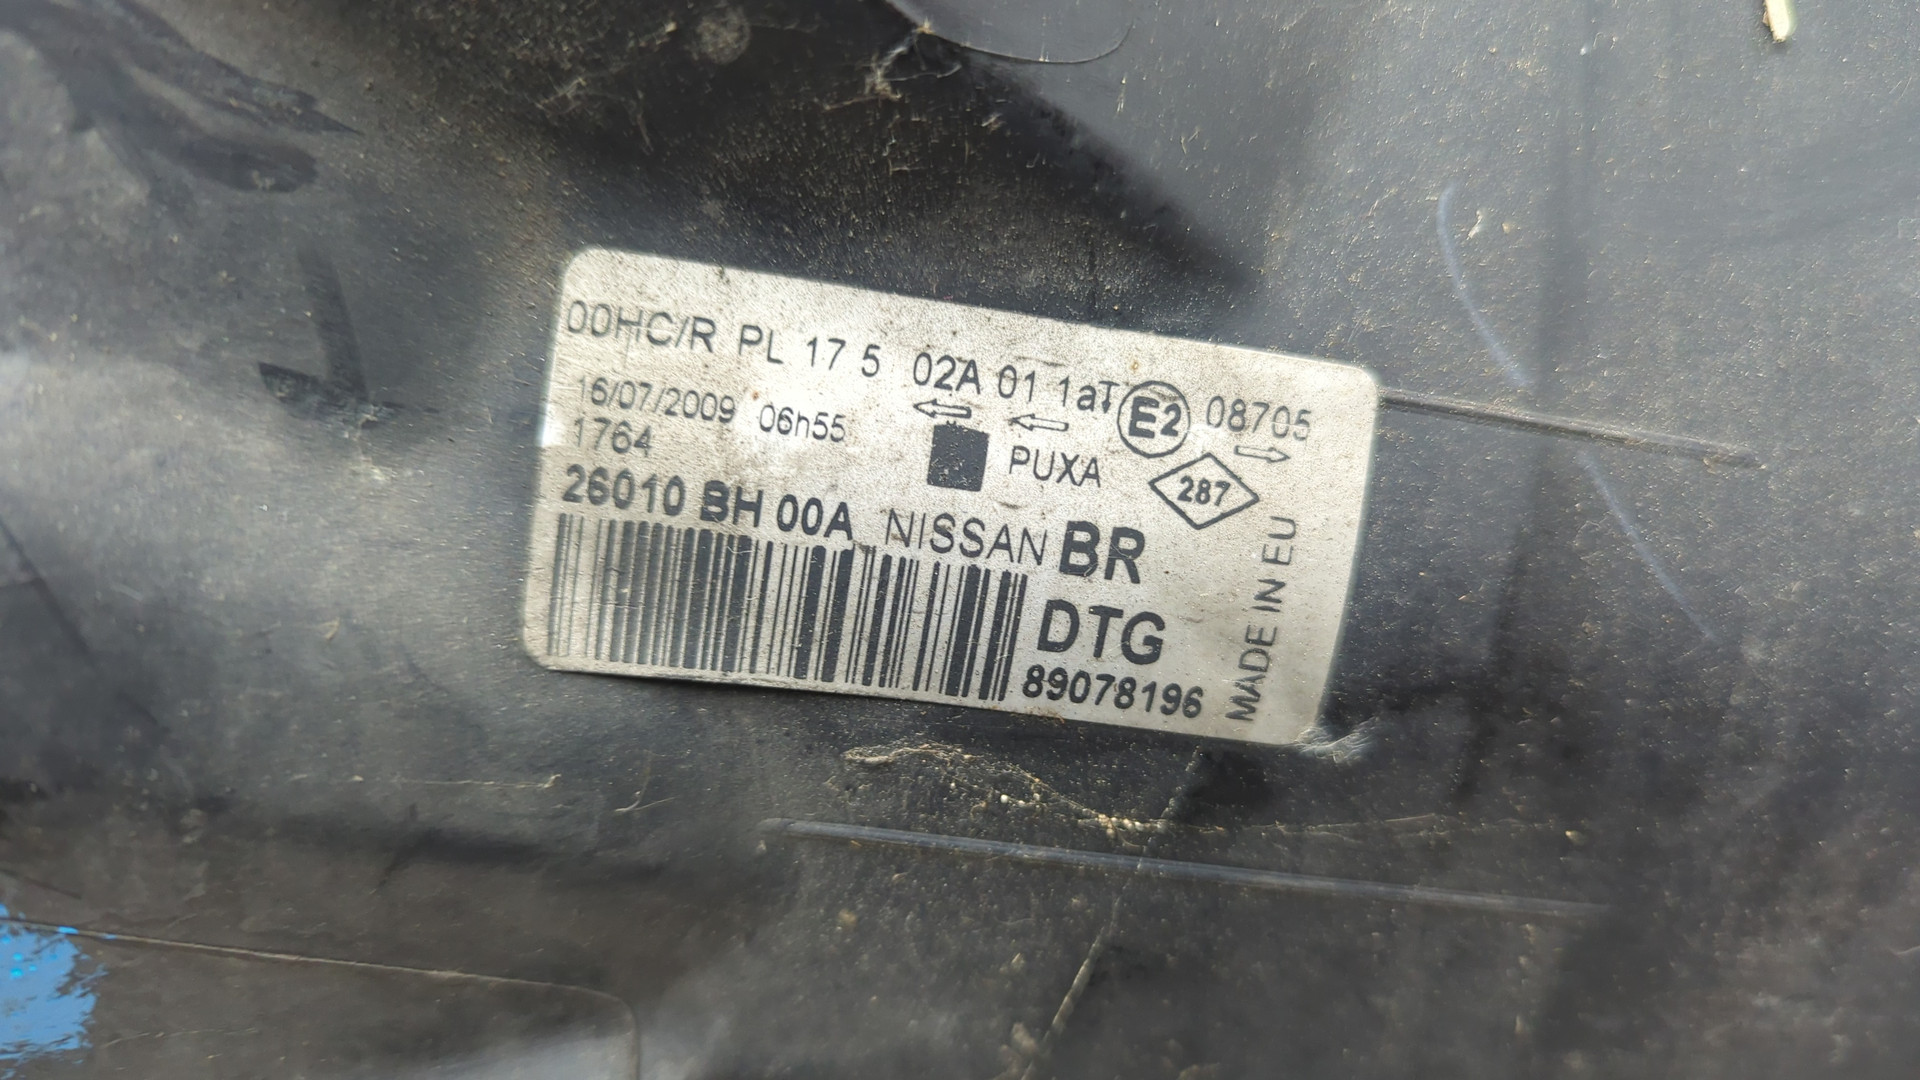 00HC/R PL 17 5 02A 01 1aT E2 08705
16/07/2009 06h55
1764
PUXA
287
26010 BH 00A NISSAN BR
DTG
89078196
MADE IN EU